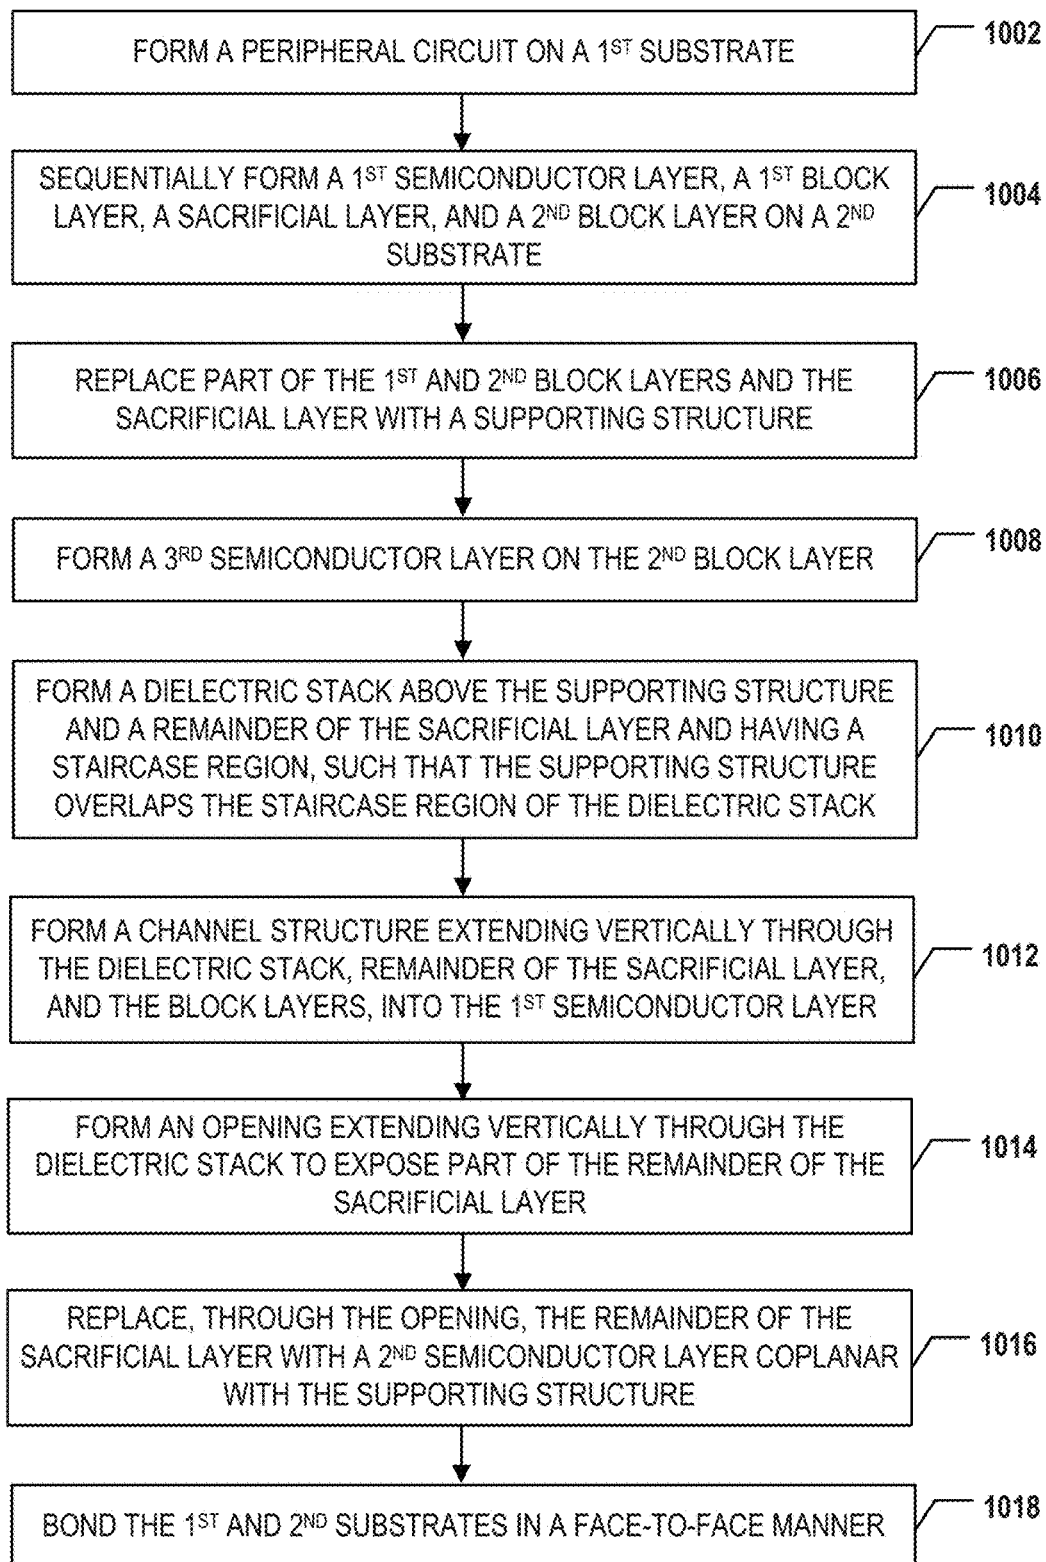 FORM A PERIPHERAL CIRCUIT ON A 1ST SUBSTRATE
1002
SEQUENTIALLY FORM A 1ST SEMICONDUCTOR LAYER, A 1ST BLOCK
LAYER, A SACRIFICIAL LAYER, AND A 2ND BLOCK LAYER ON A 2ND
SUBSTRATE
1004
REPLACE PART OF THE 1ST AND 2ND BLOCK LAYERS AND THE
SACRIFICIAL LAYER WITH A SUPPORTING STRUCTURE
1006
FORM A 3RD SEMICONDUCTOR LAYER ON THE 2ND BLOCK LAYER
1008
FORM A DIELECTRIC STACK ABOVE THE SUPPORTING STRUCTURE
AND A REMAINDER OF THE SACRIFICIAL LAYER AND HAVING A
STAIRCASE REGION, SUCH THAT THE SUPPORTING STRUCTURE
OVERLAPS THE STAIRCASE REGION OF THE DIELECTRIC STACK
1010
FORM A CHANNEL STRUCTURE EXTENDING VERTICALLY THROUGH
THE DIELECTRIC STACK, REMAINDER OF THE SACRIFICIAL LAYER,
AND THE BLOCK LAYERS, INTO THE 1ST SEMICONDUCTOR LAYER
1012
FORM AN OPENING EXTENDING VERTICALLY THROUGH THE
DIELECTRIC STACK TO EXPOSE PART OF THE REMAINDER OF THE
SACRIFICIAL LAYER
1014
REPLACE, THROUGH THE OPENING, THE REMAINDER OF THE
SACRIFICIAL LAYER WITH A 2ND SEMICONDUCTOR LAYER COPLANAR
WITH THE SUPPORTING STRUCTURE
1016
BOND THE 1ST AND 2ND SUBSTRATES IN A FACE-TO-FACE MANNER
1018